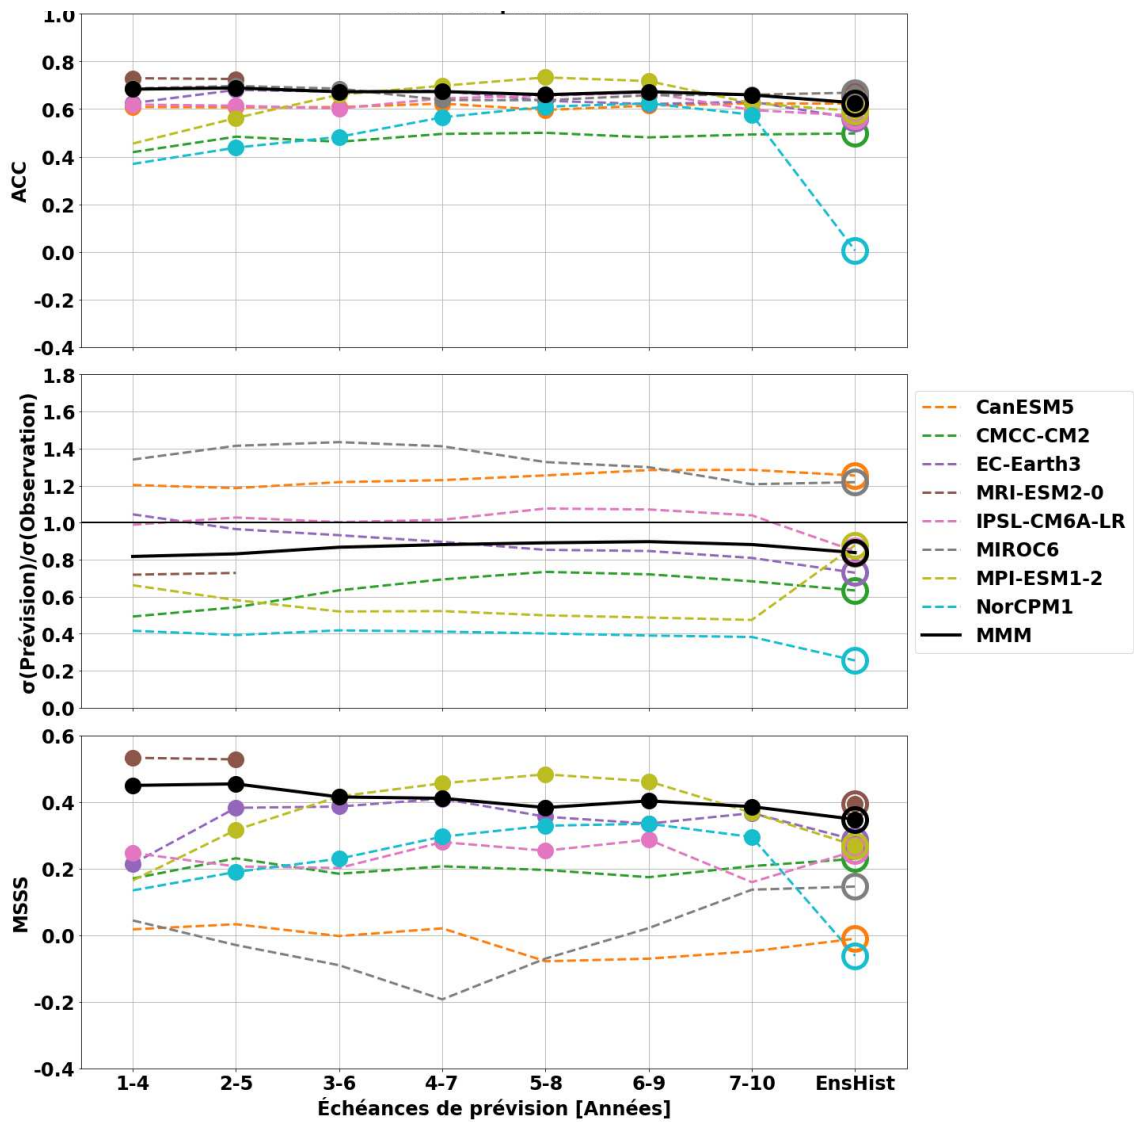 1.0
0.8
0.6
0.4
0.2
0.0
-0.2
-0.4
ACC
1.8
1.6
1.4
1.2
1.0
0.8
0.6
0.4
0.2
0.0
σ(Prévision)/σ(Observation)
CanESM5
CMCC-CM2
EC-Earth3
MRI-ESM2-0
IPSL-CM6A-LR
MIROC6
MPI-ESM1-2
NorCPM1
MMM
0.6
0.4
0.2
0.0
-0.2
-0.4
MSSS
1-4 2-5 3-6 4-7 5-8 6-9 7-10 EnsHist
Échéances de prévision [Années]